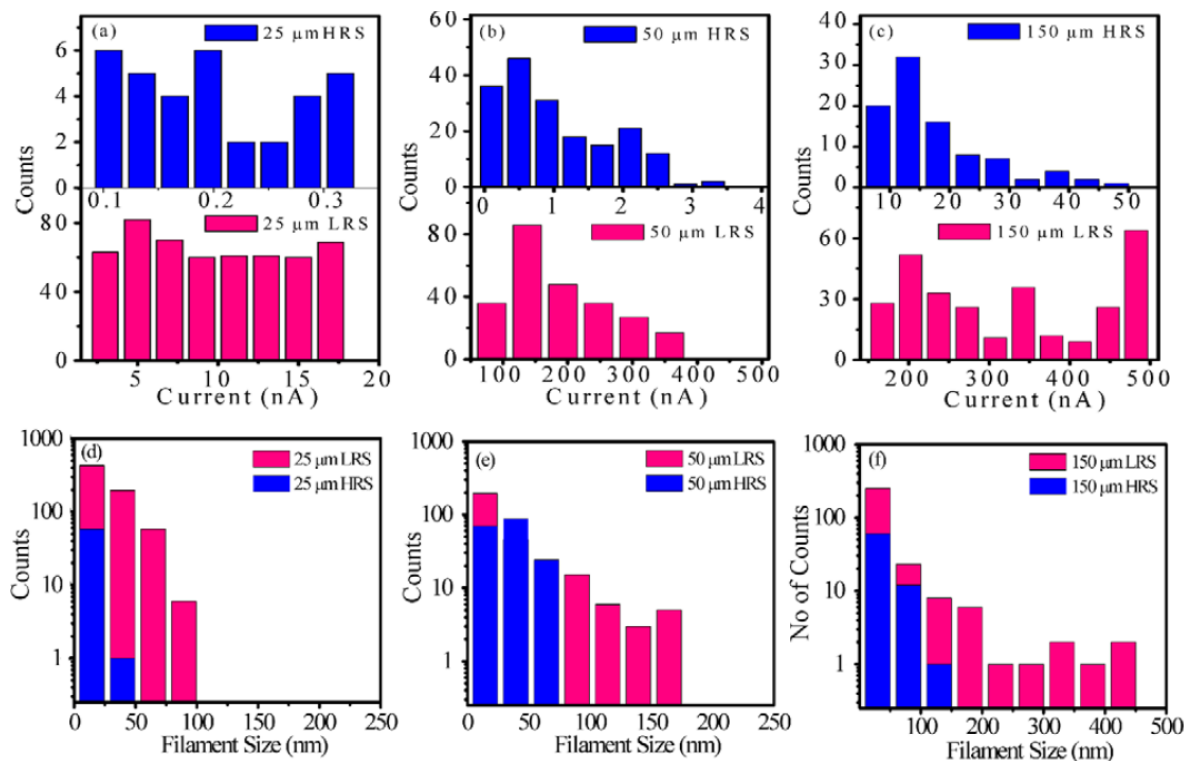 (a)
25 μm HRS
6
4
2
0
0.1 0.2 0.3
Counts
25 μm LRS
80
40
0
5 10 15 20
Current (nA)
(b)
50 μm HRS
60
40
20
0
0 1 2 3 4
Counts
50 μm LRS
80
40
0
100 200 300 400 500
Current (nA)
(c)
150 μm HRS
40
30
20
10
0
10 20 30 40 50
Counts
150 μm LRS
60
30
0
200 300 400 500
Current (nA)
(d)
25 μm LRS
25 μm HRS
1000
100
10
1
Counts
0 50 100 150 200 250
Filament Size (nm)
(e)
50 μm LRS
50 μm HRS
1000
100
10
1
Counts
0 50 100 150 200 250
Filament Size (nm)
(f)
150 μm LRS
150 μm HRS
1000
100
10
1
No of Counts
0 100 200 300 400 500
Filament Size (nm)